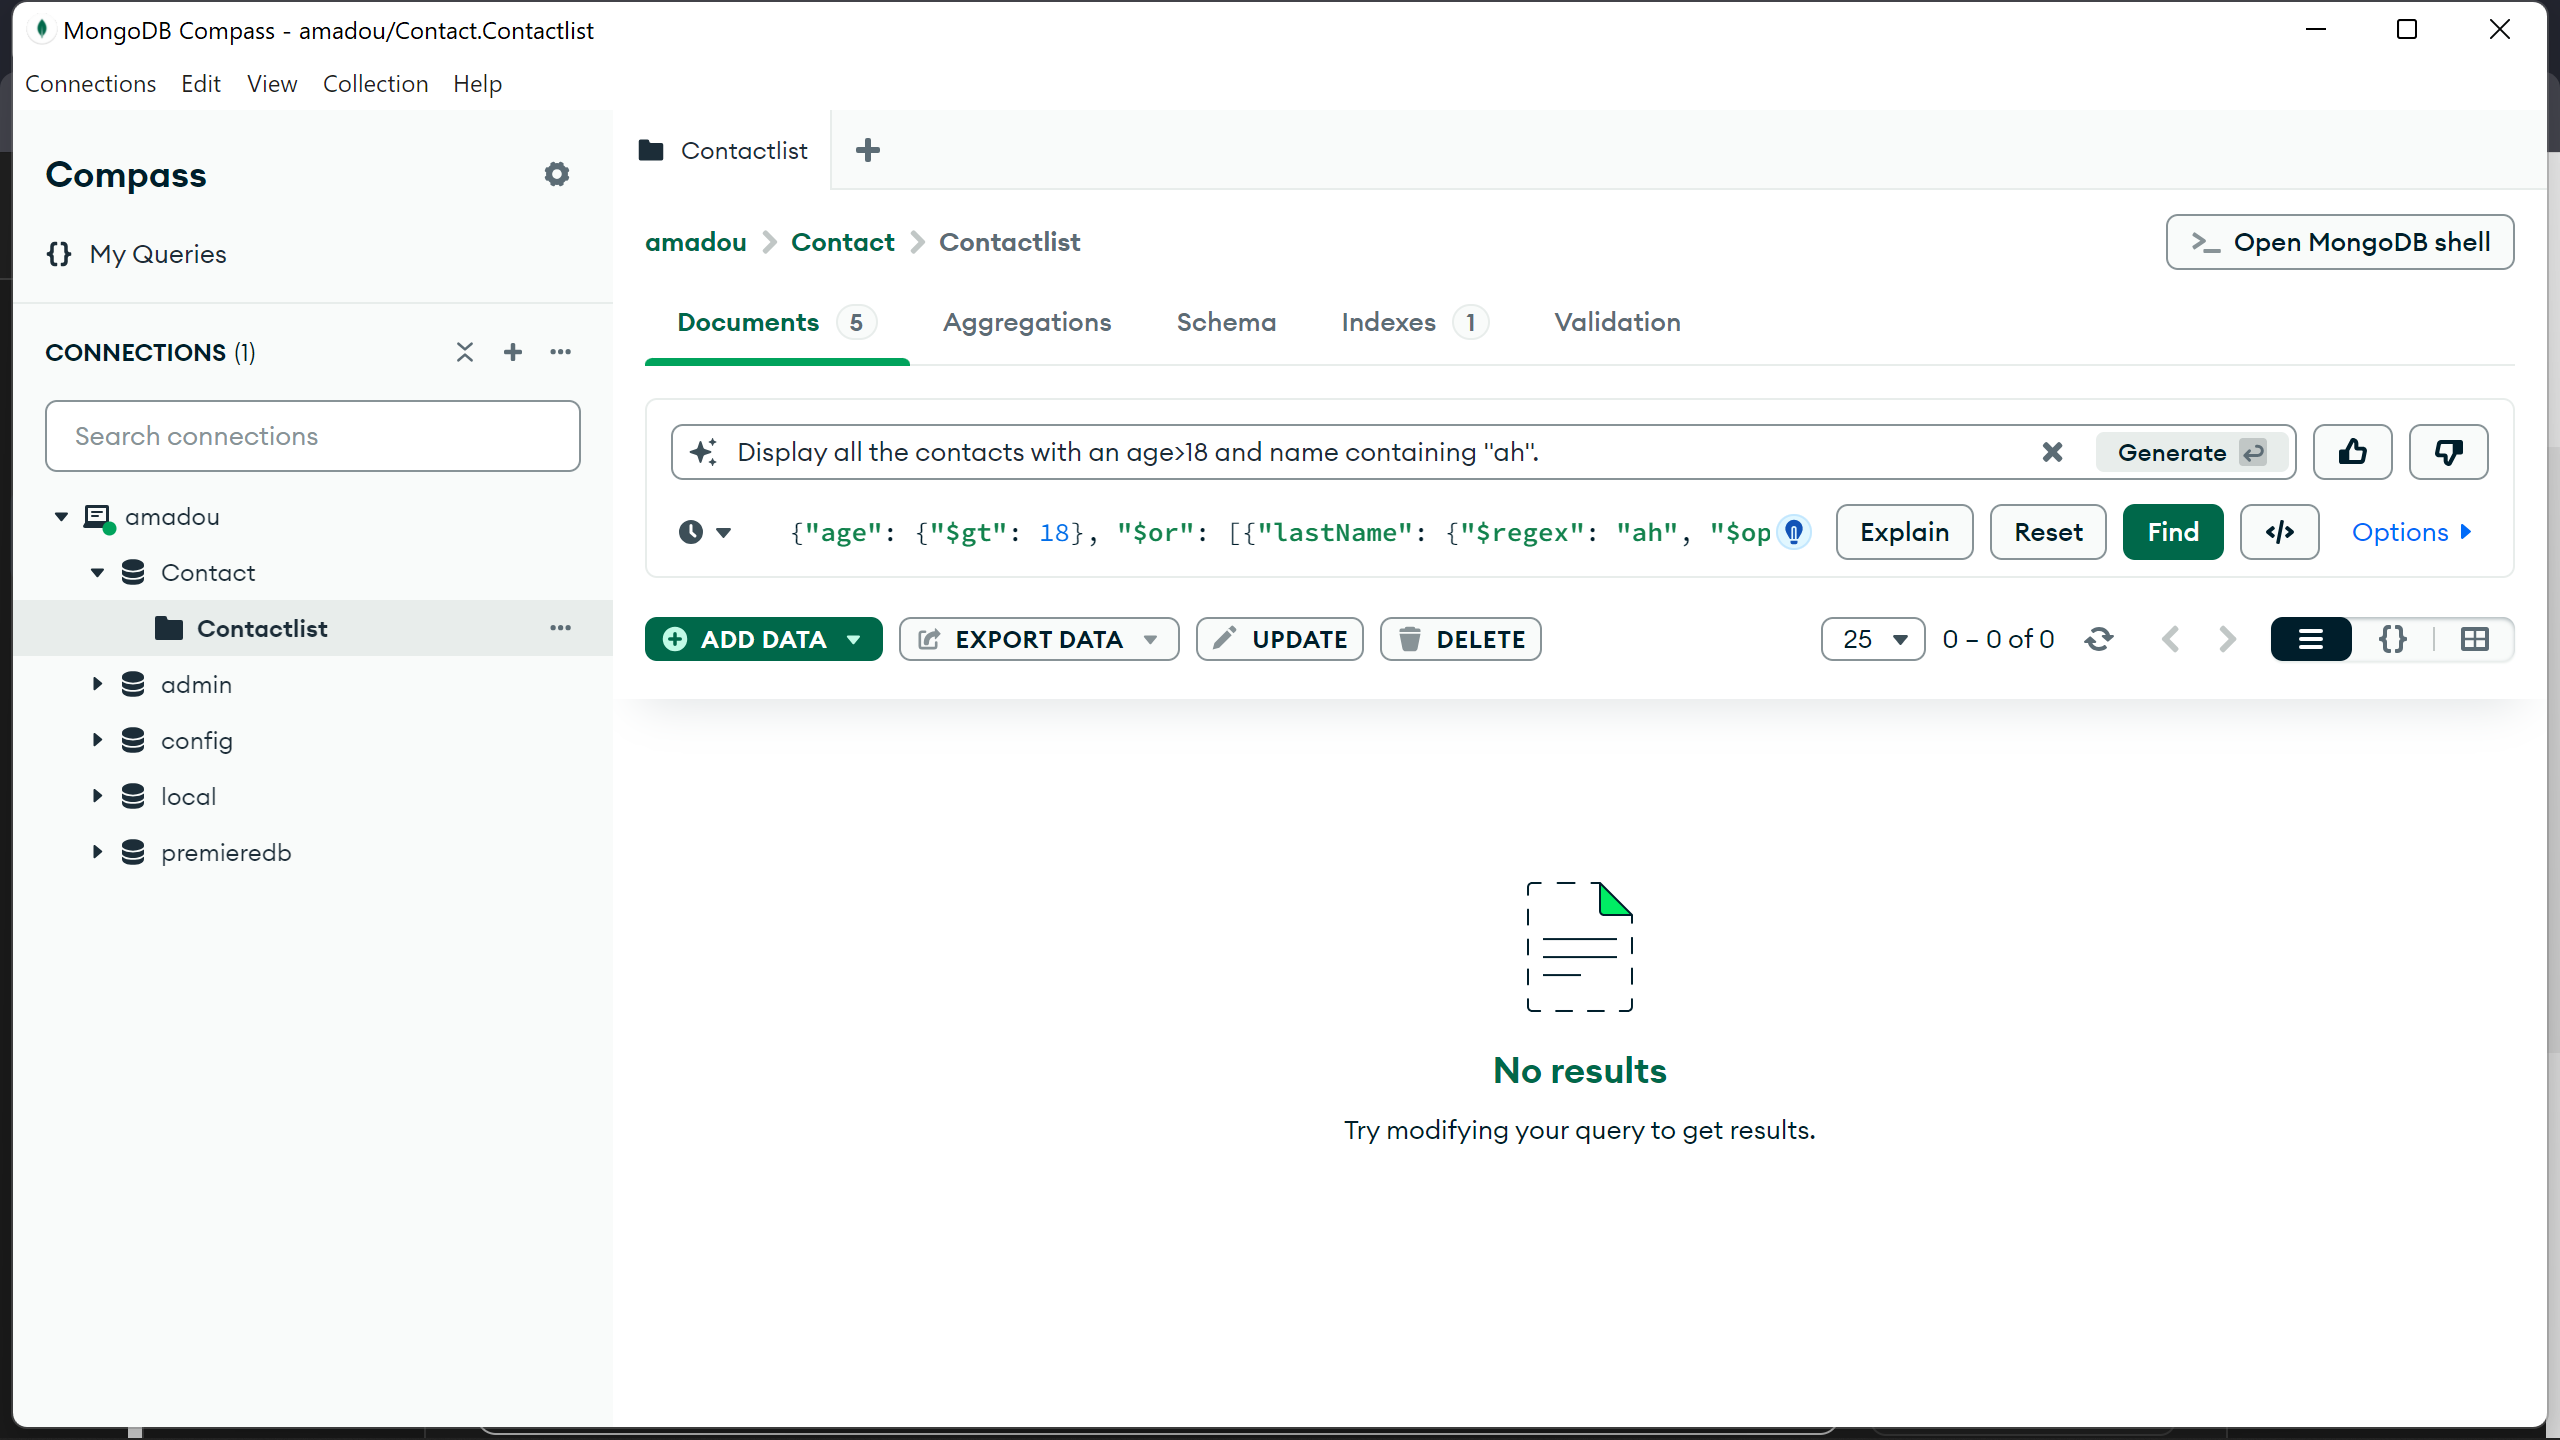 MongoDB Compass - amadou/Contact.Contactlist
Connections Edit View Collection Help
Compass
{} My Queries
CONNECTIONS (1)
Search connections
amadou
Contact
Contactlist
admin
config
local
premieredb
Contactlist
amadou > Contact > Contactlist
Open MongoDB shell
Documents 5 Aggregations Schema Indexes 1 Validation
Display all the contacts with an age>18 and name containing "ah".
Generate
{"age": {"$gt": 18}, "$or": [{"lastName": {"$regex": "ah", "$op
Explain Reset Find </> Options
ADD DATA EXPORT DATA UPDATE DELETE
25 0 – 0 of 0 {}
No results
Try modifying your query to get results.